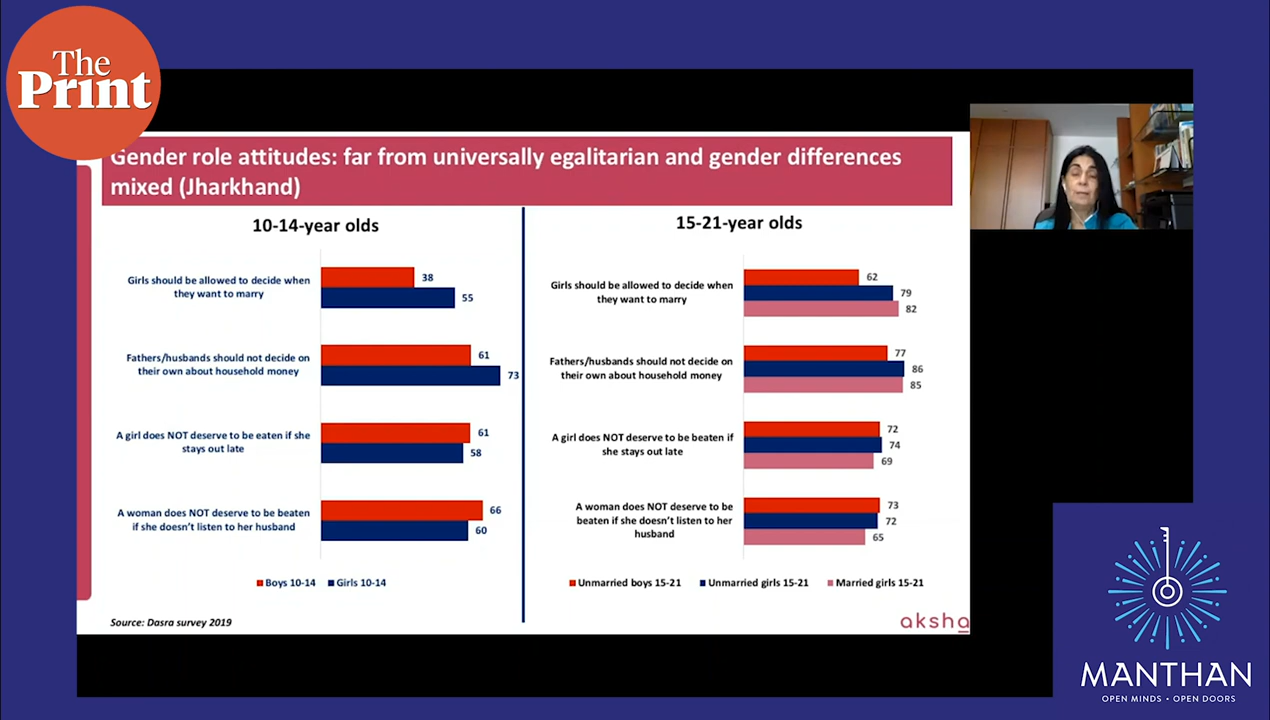 The
Print
Gender role attitudes: far from universally egalitarian and gender differences
mixed (Jharkhand)
10-14-year olds
Girls should be allowed to decide when
they want to marry
38
55
Fathers/husbands should not decide on
their own about household money
61
73
A girl does NOT deserve to be eaten if she
stays out late
61
58
A woman does NOT deserve to be beaten
if she doesn't listen to her husband
66
60
Boys 10-14
Girls 10-14
15-21-year olds
Girls should be allowed to decide when
they want to marry
62
79
82
Fathers/husbands should not decide on
their own about household money
77
86
85
A girl does NOT deserve to be beaten if
she stays out late
72
74
69
A woman does NOT deserve to be
beaten if she doesn't listen to her
husband
73
72
65
Unmarried boys 15-21
Unmarried girls 15-21
Married girls 15-21
Source: Dasra survey 2019
aksha
MANTHAN
OPEN MINDS • OPEN DOORS